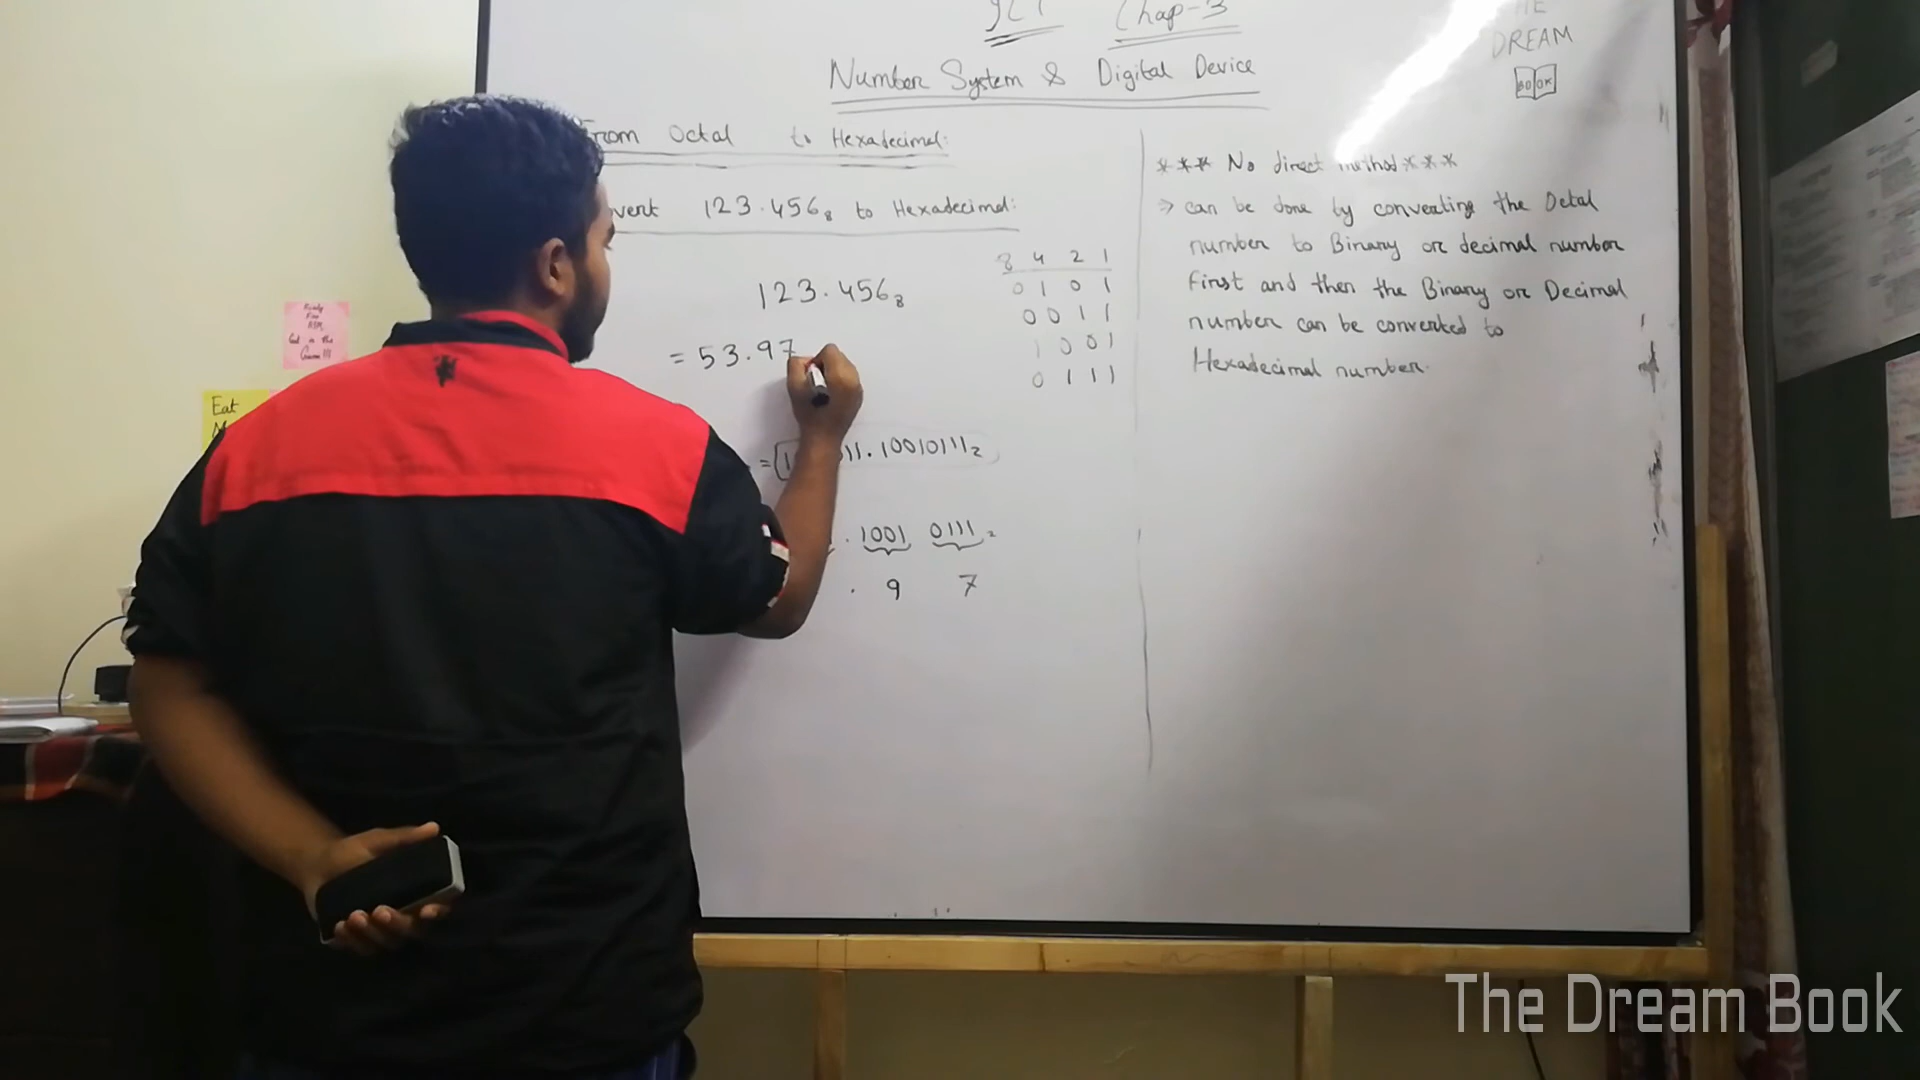 Chap-3
Number System & Digital Device
DREAM
BOOK
From Octal to Hexadecimal:
123.456₈ to Hexadecimal:
8 4 2 1
0 1 0 1
0 0 1 1
1 0 0 1
0 1 1 1
123.456₈
= 53.97
11.10010111₂
. 1001 0111₂
. 9 7
*** No direct method ***
⇒ can be done by converting the Octal
number to Binary or decimal number
First and then the Binary or Decimal
number can be converted to
Hexadecimal number.
Eat
The Dream Book